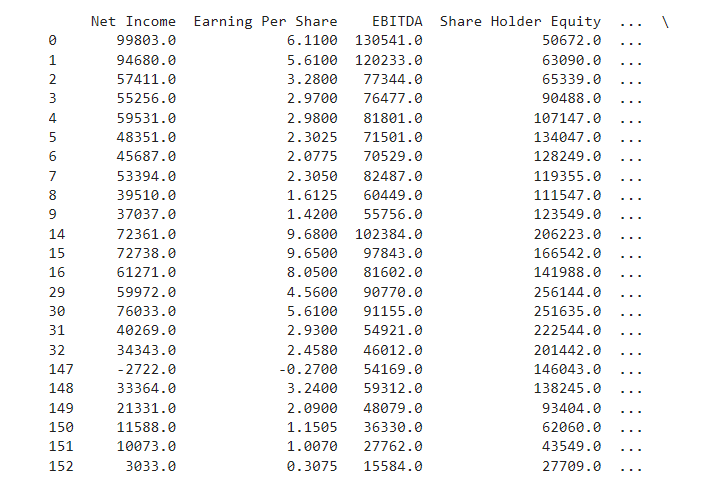 Net Income Earning Per Share EBITDA Share Holder Equity ... \
0 99803.0 6.1100 130541.0 50672.0 ...
1 94680.0 5.6100 120233.0 63090.0 ...
2 57411.0 3.2800 77344.0 65339.0 ...
3 55256.0 2.9700 76477.0 90488.0 ...
4 59531.0 2.9800 81801.0 107147.0 ...
5 48351.0 2.3025 71501.0 134047.0 ...
6 45687.0 2.0775 70529.0 128249.0 ...
7 53394.0 2.3050 82487.0 119355.0 ...
8 39510.0 1.6125 60449.0 111547.0 ...
9 37037.0 1.4200 55756.0 123549.0 ...
14 72361.0 9.6800 102384.0 206223.0 ...
15 72738.0 9.6500 97843.0 166542.0 ...
16 61271.0 8.0500 81602.0 141988.0 ...
29 59972.0 4.5600 90770.0 256144.0 ...
30 76033.0 5.6100 91155.0 251635.0 ...
31 40269.0 2.9300 54921.0 222544.0 ...
32 34343.0 2.4580 46012.0 201442.0 ...
147 -2722.0 -0.2700 54169.0 146043.0 ...
148 33364.0 3.2400 59312.0 138245.0 ...
149 21331.0 2.0900 48079.0 93404.0 ...
150 11588.0 1.1505 36330.0 62060.0 ...
151 10073.0 1.0070 27762.0 43549.0 ...
152 3033.0 0.3075 15584.0 27709.0 ...